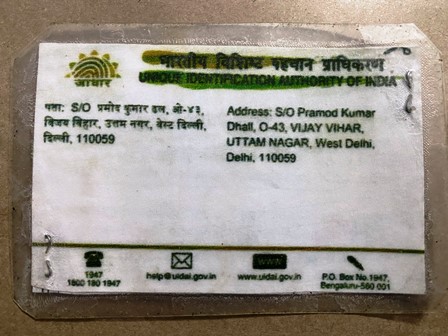 भारतीय विशिष्ट पहचान प्राधिकरण
UNIQUE IDENTIFICATION AUTHORITY OF INDIA
आधार
पता: S/O प्रमोद कुमार
विजय विहार, उत्तम नगर, वेस्ट दिल्ली,
दिल्ली, 110059
Address: S/O Pramod Kumar
Dhall, O-43, VIJAY VIHAR,
UTTAM NAGAR, West Delhi,
Delhi, 110059
1947
1800 180 1947
help@uidai.gov.in
www
www.uidai.gov.in
P.O. Box No.1947,
Bengaluru-560 001